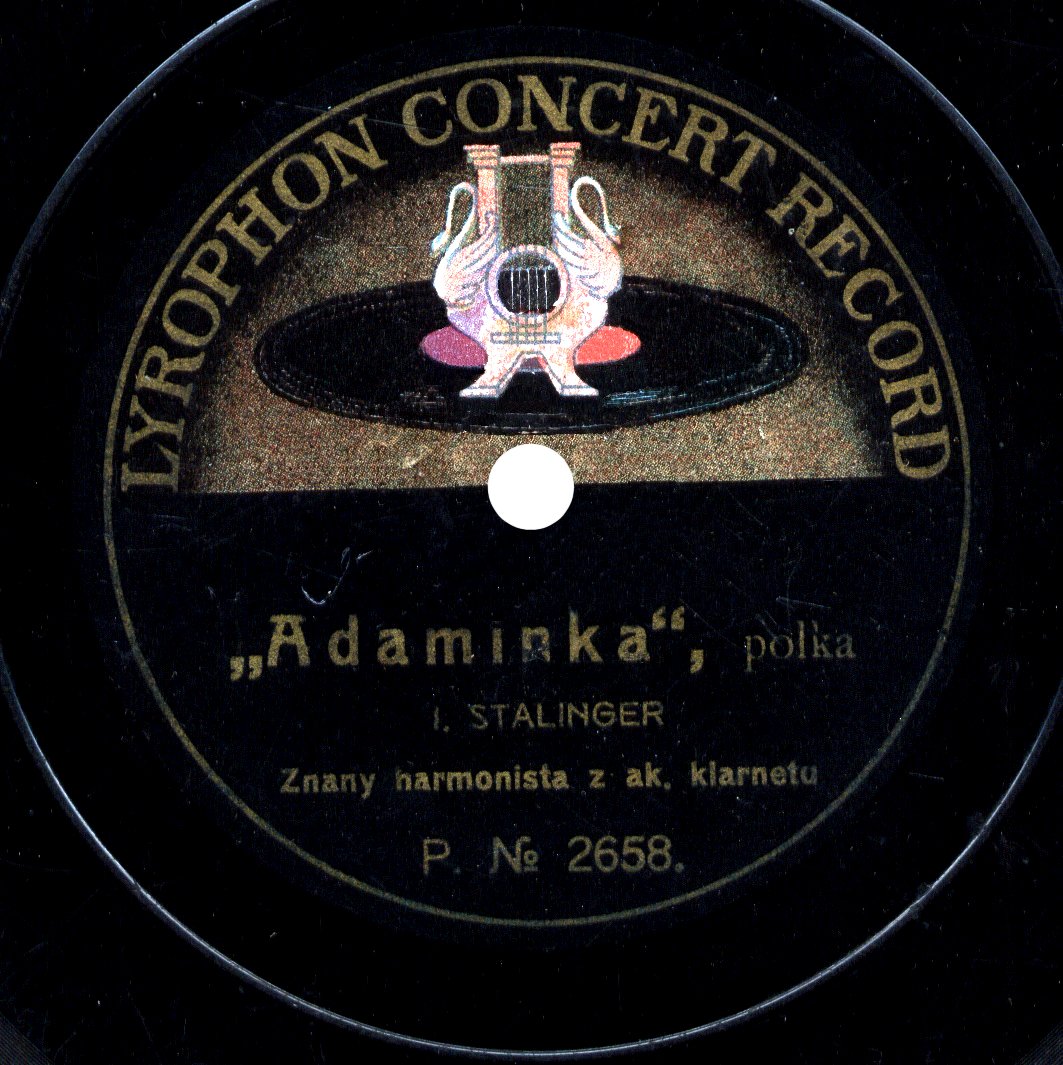 LYROPHON CONCERT RECORD
„Adaminka“, polka
I. STALINGER
Znany harmonista z ak. klarnetu
P. № 2658.